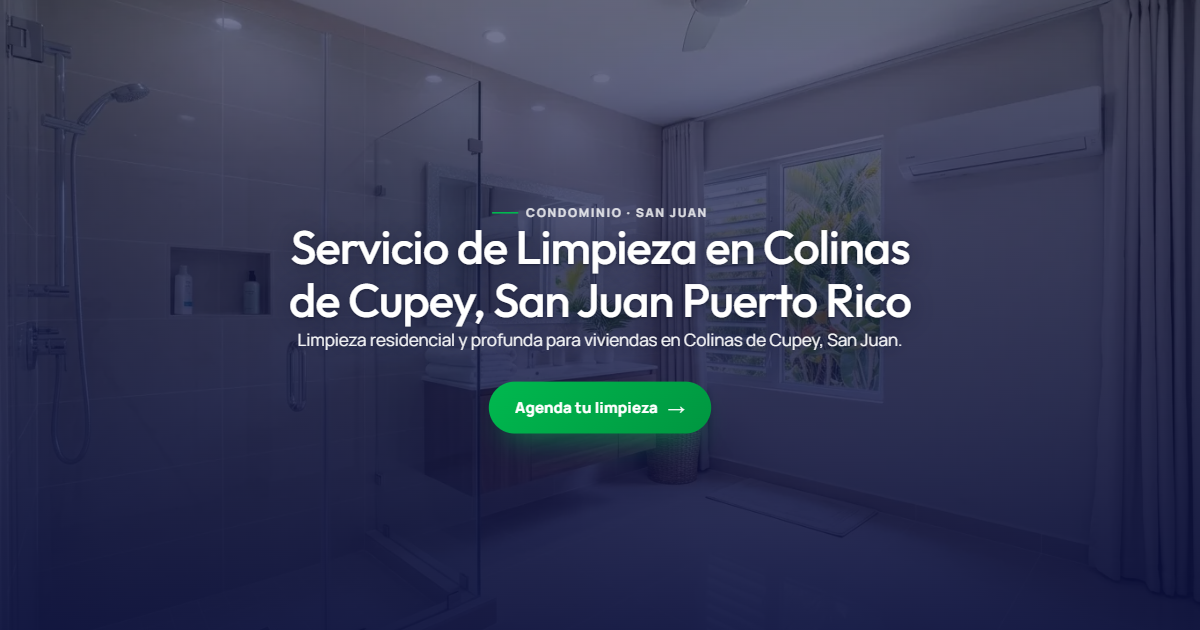 CONDOMINIO · SAN JUAN
Servicio de Limpieza en Colinas
de Cupey, San Juan Puerto Rico
Limpieza residencial y profunda para viviendas en Colinas de Cupey, San Juan.
Agenda tu limpieza →